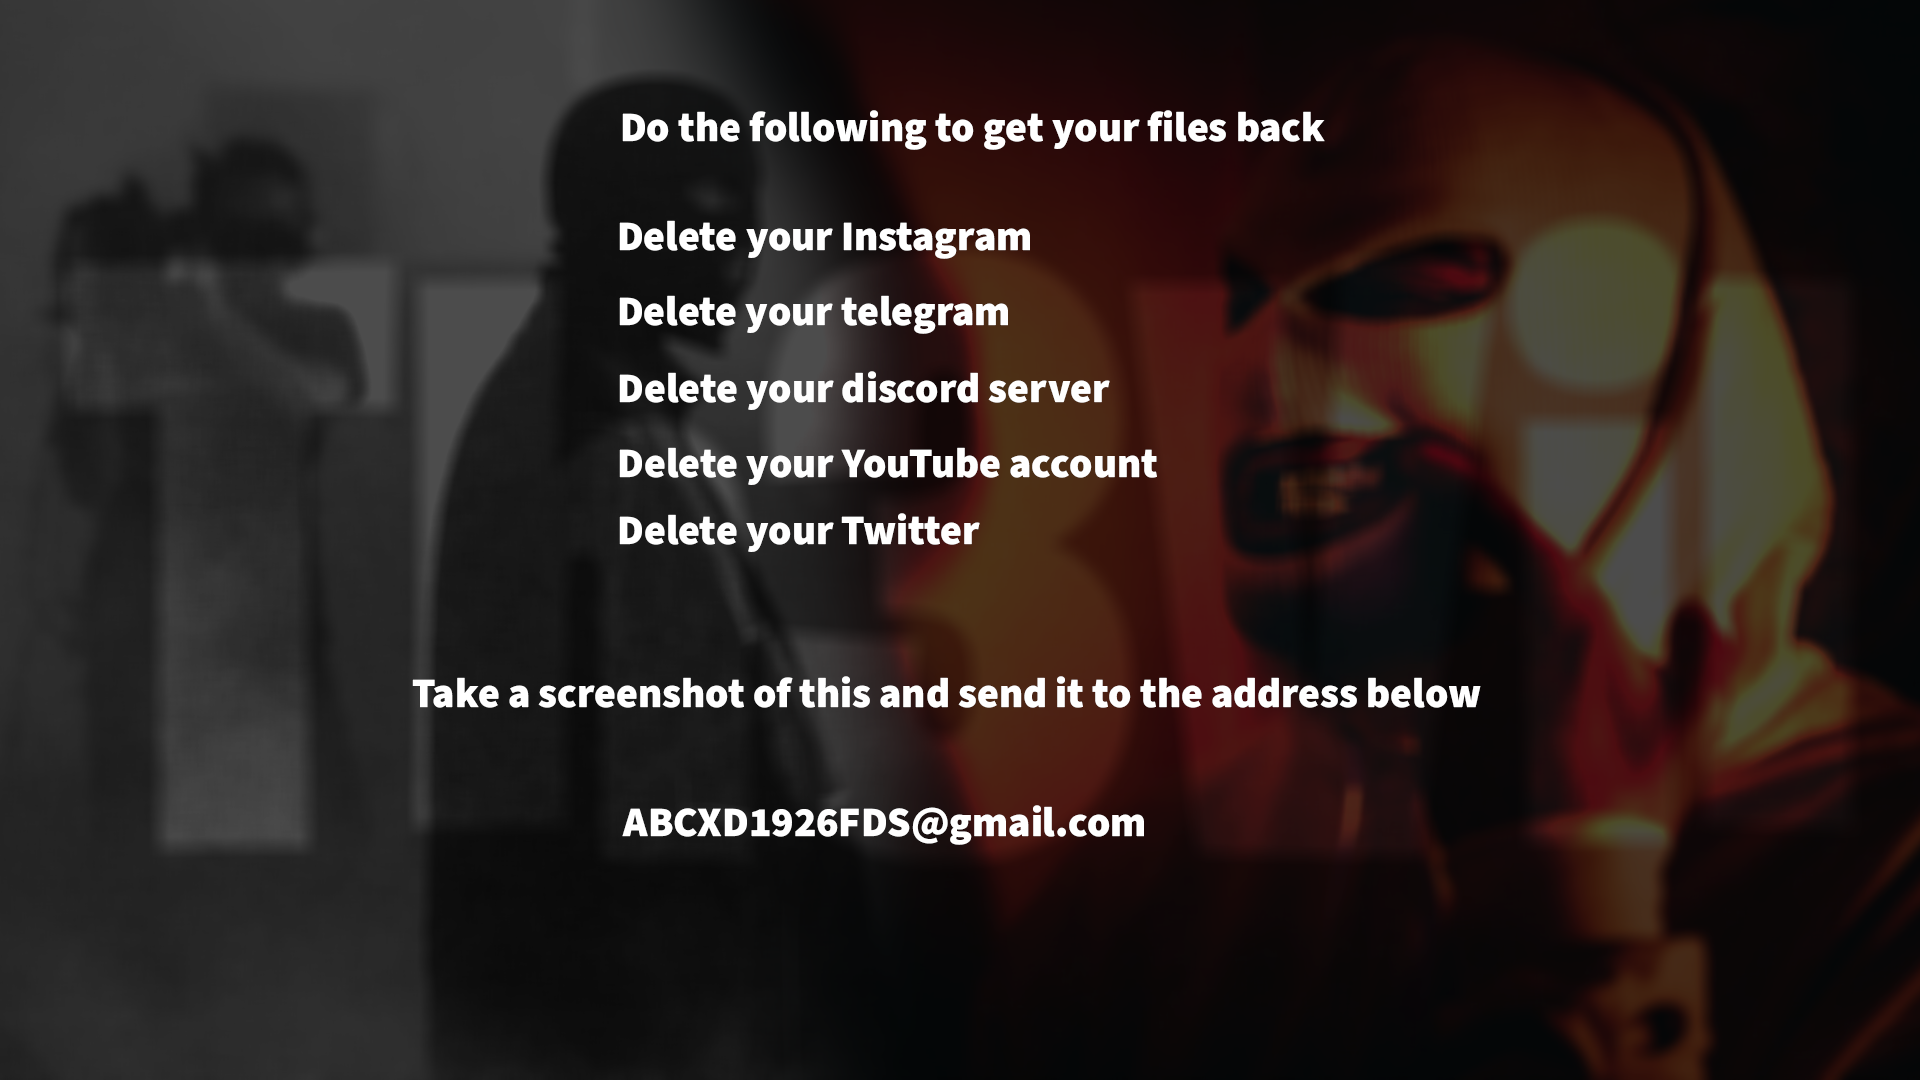 Do the following to get your files back
Delete your Instagram
Delete your telegram
Delete your discord server
Delete your YouTube account
Delete your Twitter
Take a screenshot of this and send it to the address below
ABCXD1926FDS@gmail.com